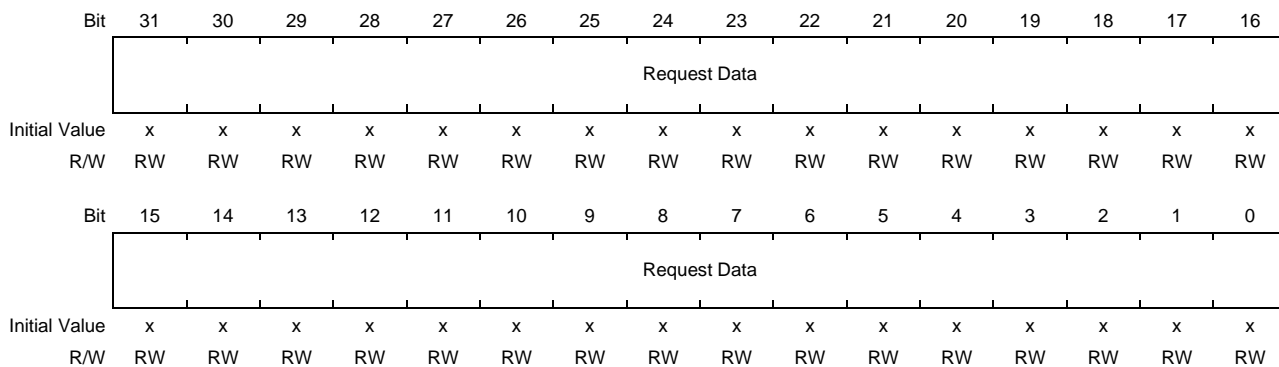 Bit 31 30 29 28 27 26 25 24 23 22 21 20 19 18 17 16
Request Data
Initial Value x x x x x x x x x x x x x x x x
R/W RW RW RW RW RW RW RW RW RW RW RW RW RW RW RW RW
Bit 15 14 13 12 11 10 9 8 7 6 5 4 3 2 1 0
Request Data
Initial Value x x x x x x x x x x x x x x x x
R/W RW RW RW RW RW RW RW RW RW RW RW RW RW RW RW RW